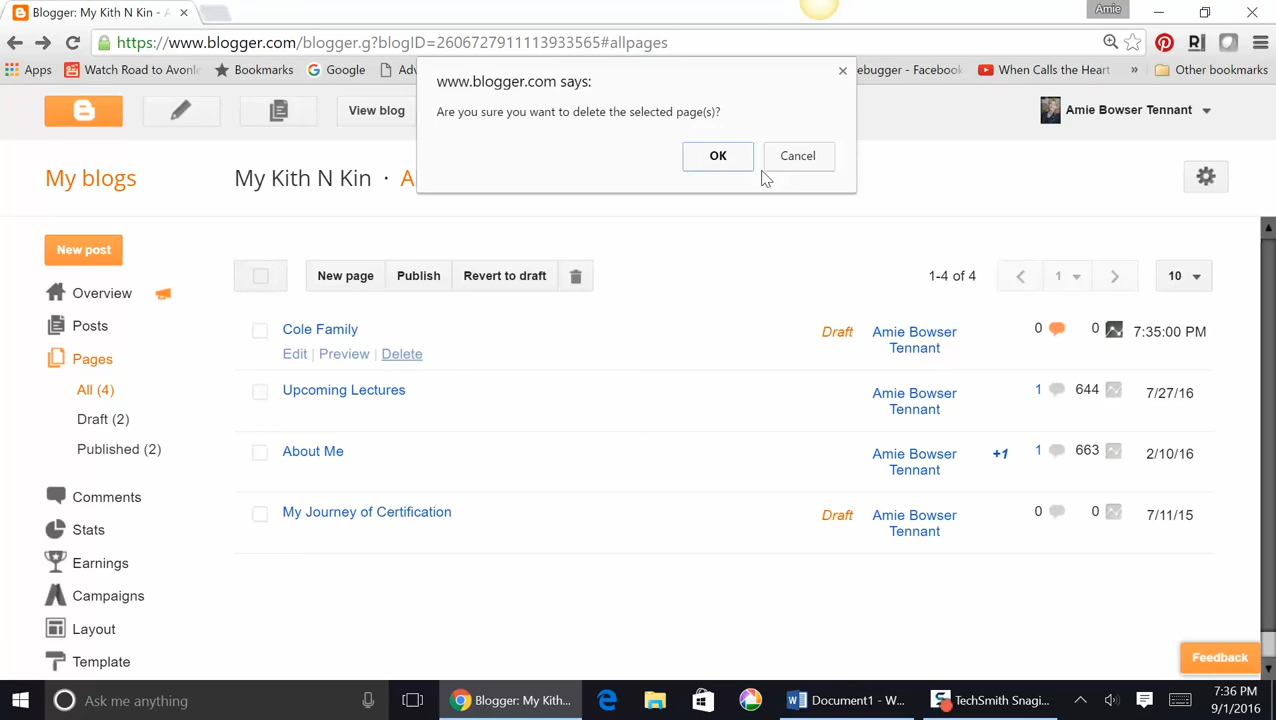 Blogger: My Kith N Kin - A
Amie
https://www.blogger.com/blogger.g?blogID=2606727911113933565#allpages
Apps
Watch Road to Avonle
Bookmarks
Google
Adv
ebugger - Facebook
When Calls the Heart
»
Other bookmarks
www.blogger.com says:
Are you sure you want to delete the selected page(s)?
OK
Cancel
View blog
Amie Bowser Tennant
My blogs
My Kith N Kin · A
New post
New page
Publish
Revert to draft
1-4 of 4
1
10
Overview
Posts
Pages
All (4)
Draft (2)
Published (2)
Comments
Stats
Earnings
Campaigns
Layout
Template
Cole Family
Edit | Preview | Delete
Draft
Amie Bowser
Tennant
0
0
7:35:00 PM
Upcoming Lectures
Amie Bowser
Tennant
1
644
7/27/16
About Me
Amie Bowser
Tennant
+1
1
663
2/10/16
My Journey of Certification
Draft
Amie Bowser
Tennant
0
0
7/11/15
Feedback
Ask me anything
Blogger: My Kith...
Document1 - W...
TechSmith Snagi...
7:36 PM
9/1/2016